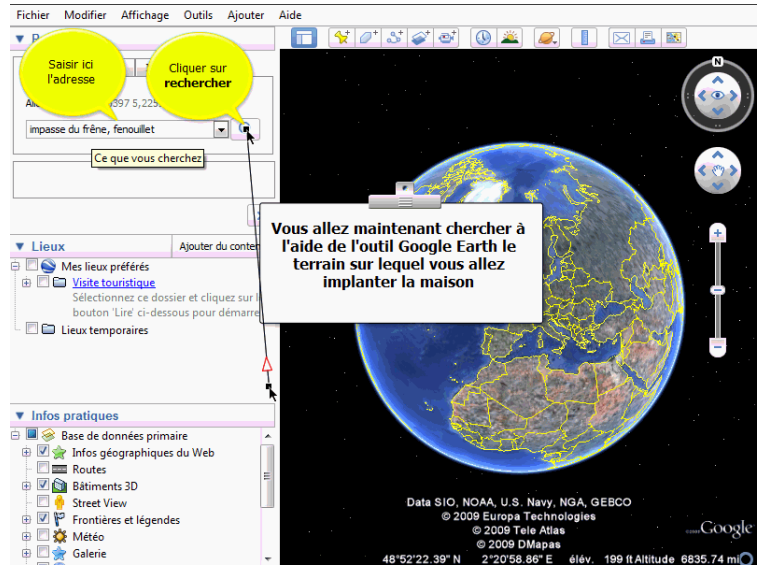 Fichier Modifier Affichage Outils Ajouter Aide
Saisir ici
l'adresse
Cliquer sur
rechercher
impasse du frêne, fenouillet
Ce que vous cherchez
Vous allez maintenant chercher à
l'aide de l'outil Google Earth le
terrain sur lequel vous allez
implanter la maison
Lieux
Ajouter du conten
Mes lieux préférés
Visite touristique
Sélectionnez ce dossier et cliquez sur l
bouton 'Lire' ci-dessous pour démarre
Lieux temporaires
Infos pratiques
Base de données primaire
Infos géographiques du Web
Routes
Bâtiments 3D
Street View
Frontières et légendes
Météo
Galerie
N
Data SIO, NOAA, U.S. Navy, NGA, GEBCO
© 2009 Europa Technologies
© 2009 Tele Atlas
© 2009 DMapas
Google
48°52'22.39" N 2°20'58.86" E élév. 199 ft Altitude 6835.74 mi